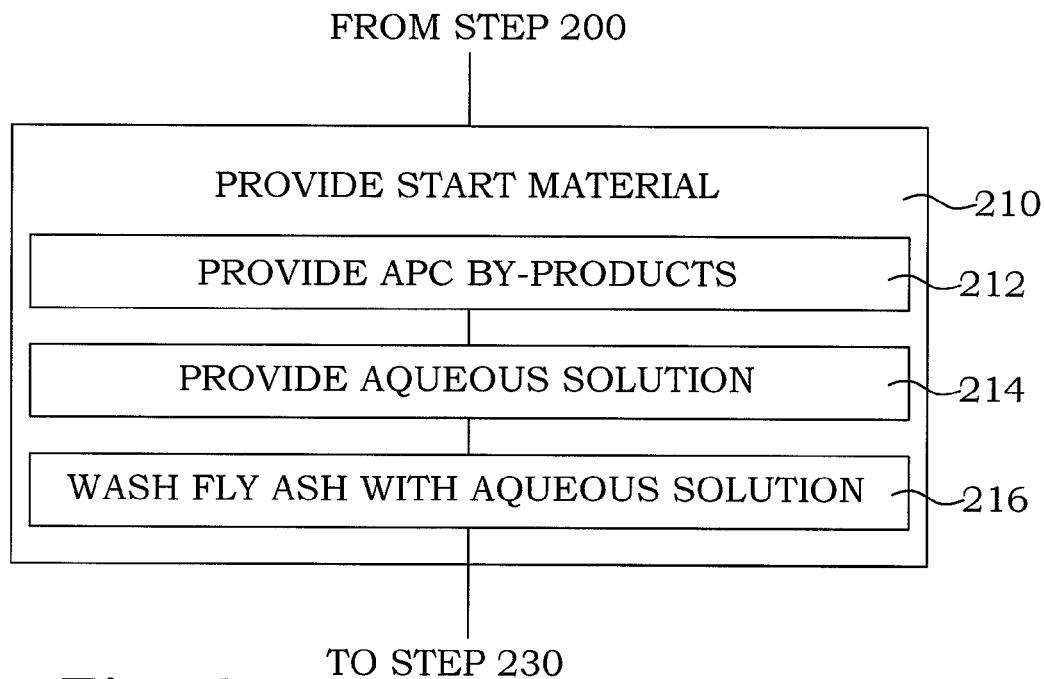 FROM STEP 200
PROVIDE START MATERIAL
210
PROVIDE APC BY-PRODUCTS
212
PROVIDE AQUEOUS SOLUTION
214
WASH FLY ASH WITH AQUEOUS SOLUTION
216
TO STEP 230